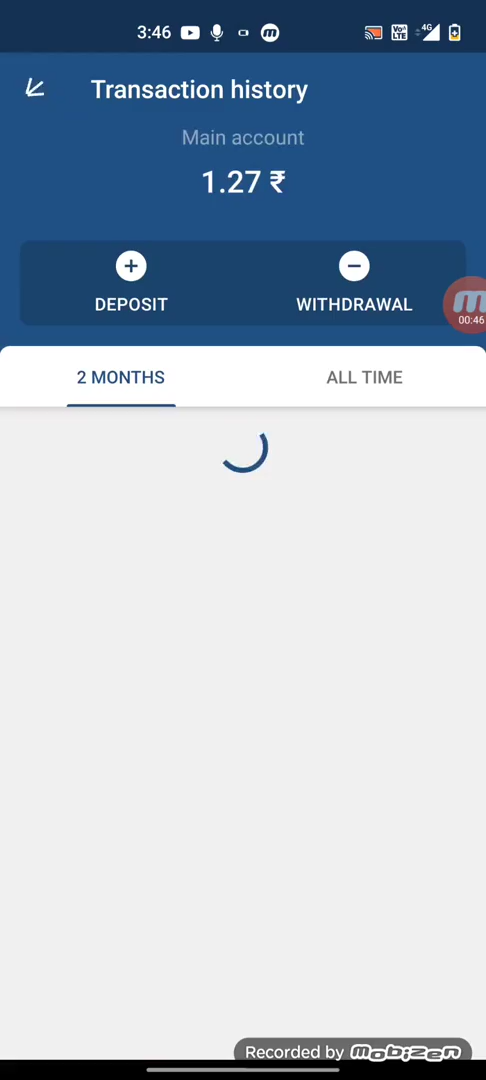 3:46
4G
Transaction history
Main account
1.27 ₹
DEPOSIT
WITHDRAWAL
00:46
2 MONTHS
ALL TIME
Recorded by mobizen